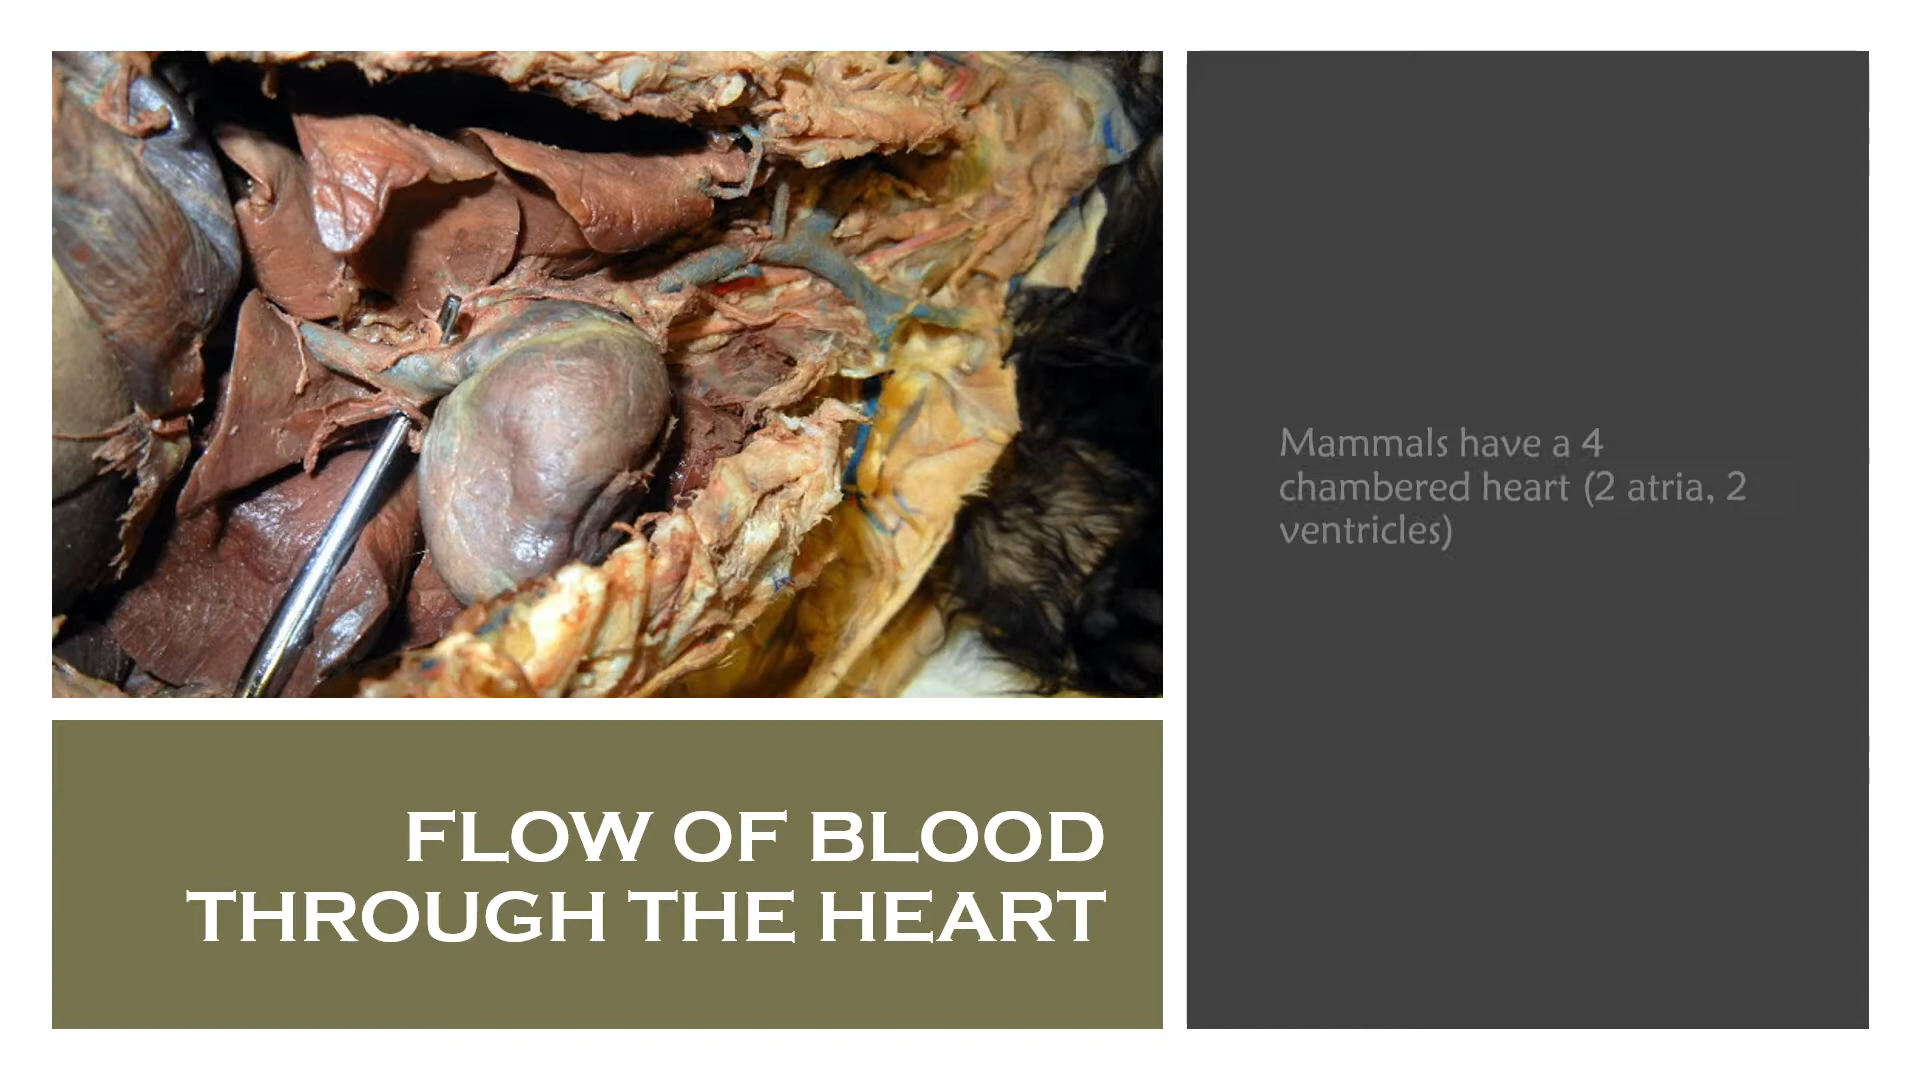 FLOW OF BLOOD
THROUGH THE HEART
Mammals have a 4
chambered heart (2 atria, 2
ventricles)